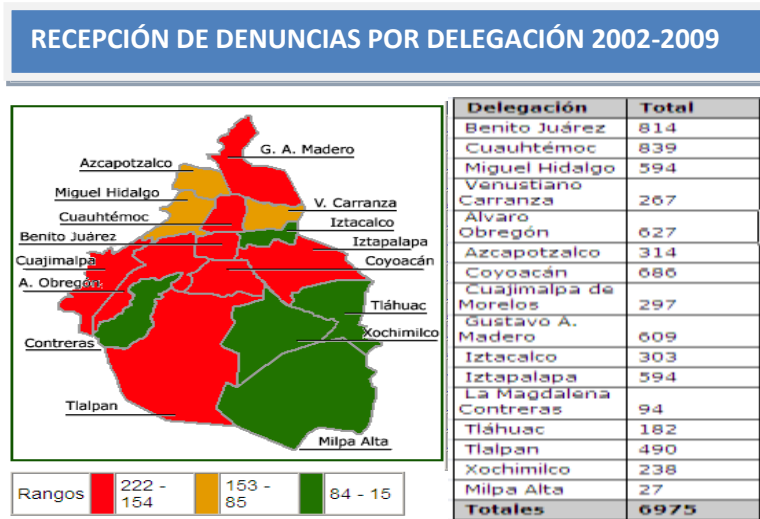 RECEPCIÓN DE DENUNCIAS POR DELEGACIÓN 2002-2009
G. A. Madero
Azcapotzalco
Miguel Hidalgo
V. Carranza
Cuauhtémoc
Iztacalco
Benito Juárez
Iztapalapa
Cuajimalpa
Coyoacán
A. Obregón
Tláhuac
Xochimilco
Contreras
Tlalpan
Milpa Alta
Rangos
222 -
154
153 -
85
84 - 15
Delegación Total
Benito Juárez 814
Cuauhtémoc 839
Miguel Hidalgo 594
Venustiano
Carranza 267
Alvaro
Obregón 627
Azcapotzalco 314
Coyoacán 686
Cuajimalpa de
Morelos 297
Gustavo A.
Madero 609
Iztacalco 303
Iztapalapa 594
La Magdalena
Contreras 94
Tláhuac 182
Tlalpan 490
Xochimilco 238
Milpa Alta 27
Totales 6975